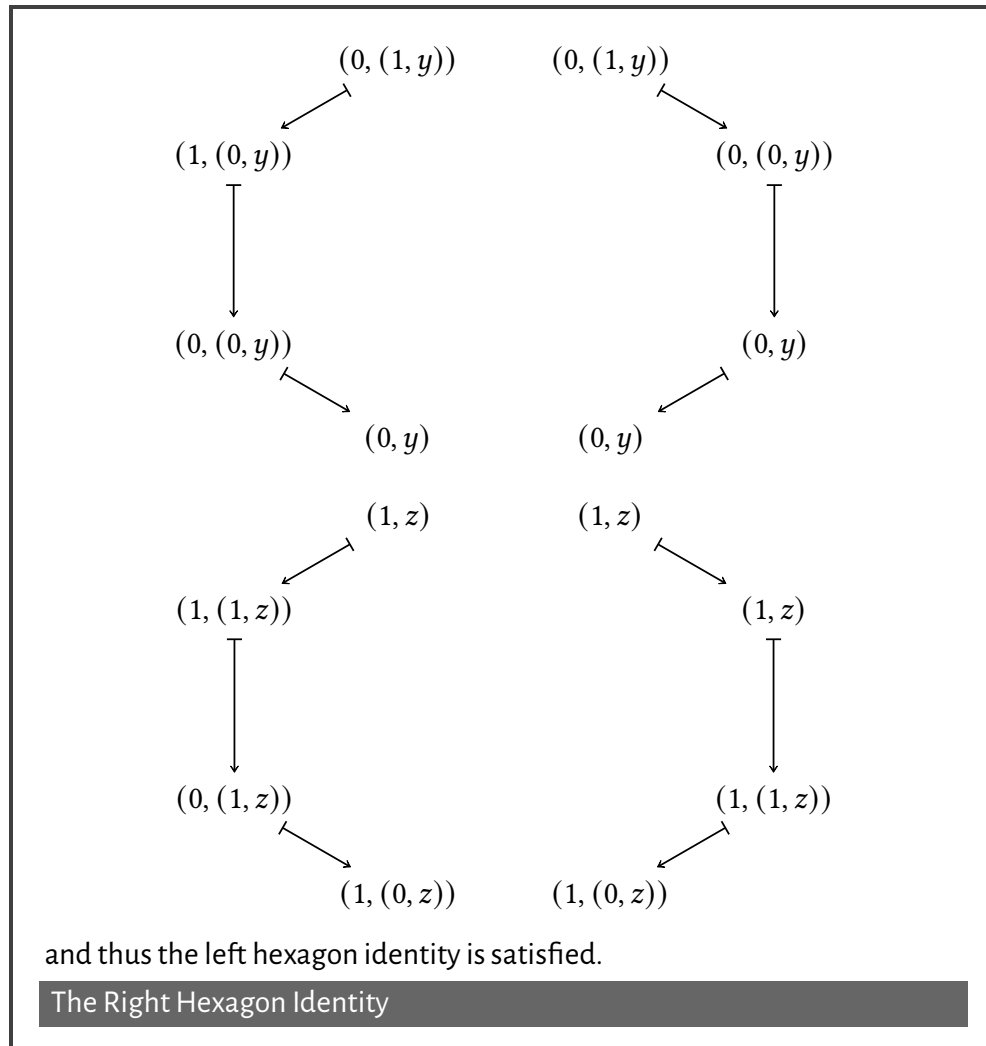 (0, (1, y)) (0, (1, y))
(1, (0, y)) (0, (0, y))
(0, (0, y)) (0, y)
(0, y) (0, y)
(1, z) (1, z)
(1, (1, z)) (1, z)
(0, (1, z)) (1, (1, z))
(1, (0, z)) (1, (0, z))
and thus the left hexagon identity is satisfied.
The Right Hexagon Identity